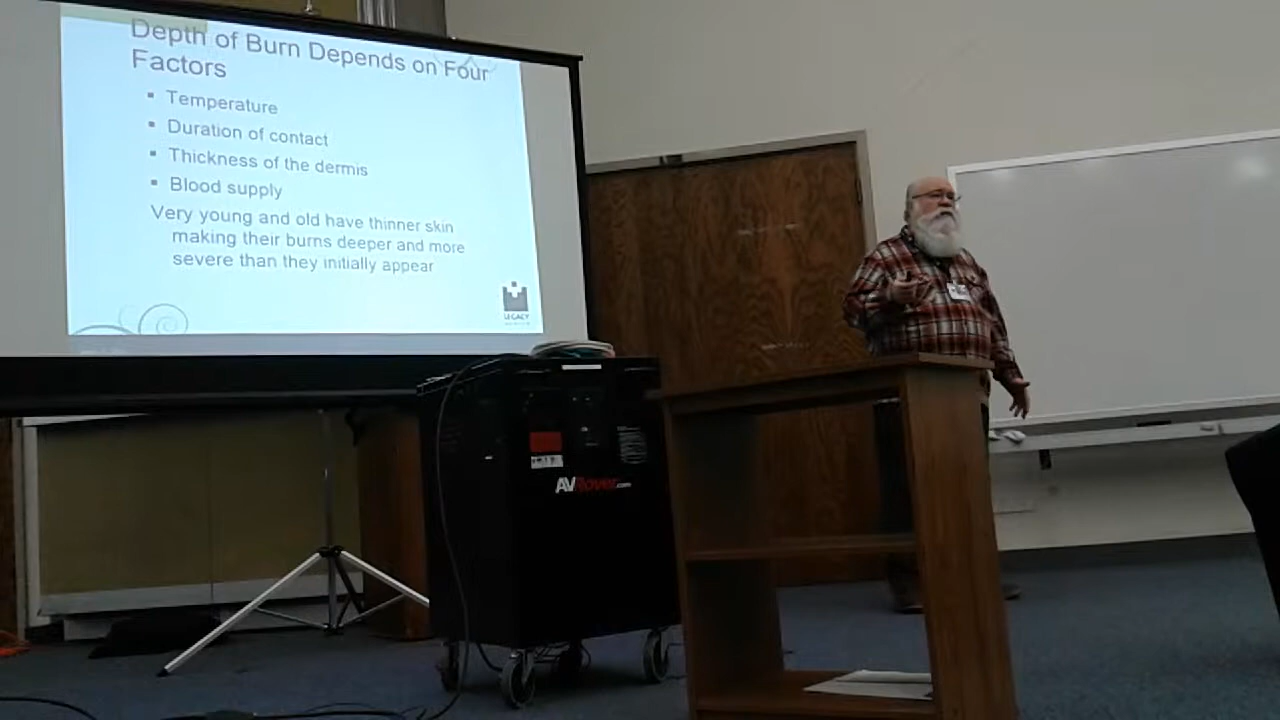 Depth of Burn Depends on Four
Factors
▪ Temperature
▪ Duration of contact
▪ Thickness of the dermis
▪ Blood supply
Very young and old have thinner skin
making their burns deeper and more
severe than they initially appear
LEGACY
AVRover.com